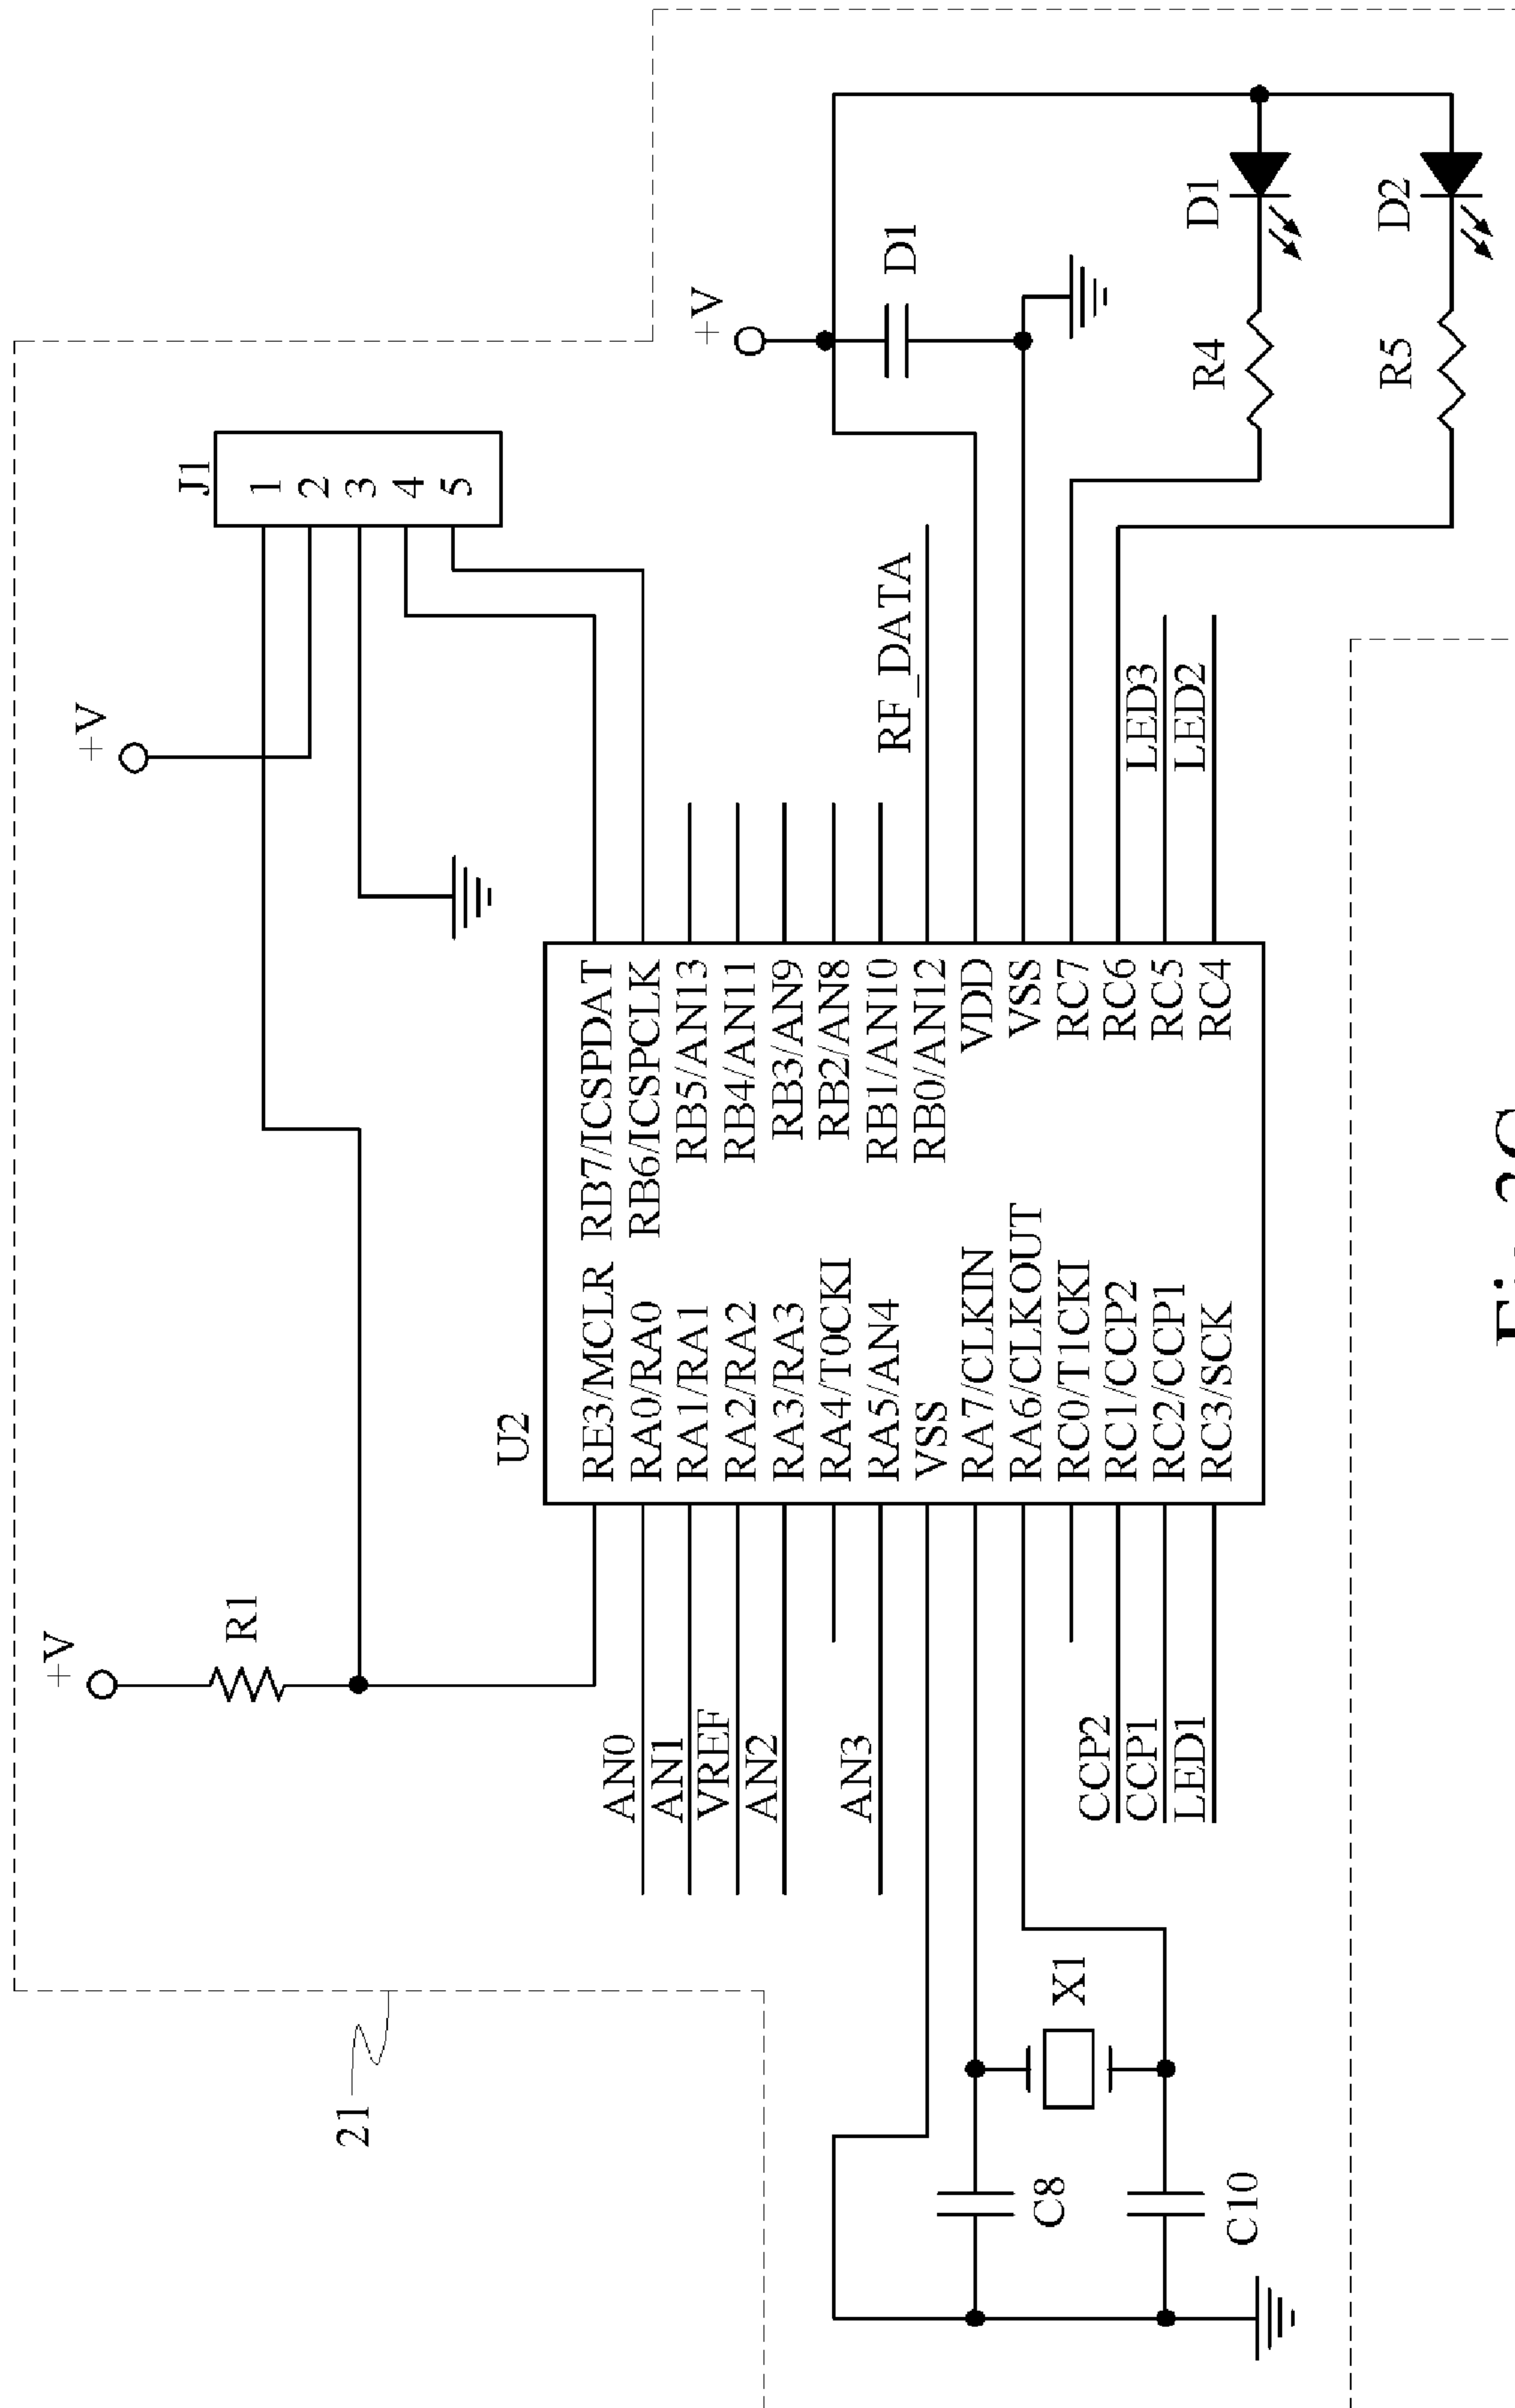 +V
R1
+V
J1
1
2
3
4
5
21
U2
RE3/MCLR RB7/ICSPDAT
RA0/RA0 RB6/ICSPCLK
RA1/RA1 RB5/AN13
RA2/RA2 RB4/AN11
RA3/RA3 RB3/AN9
RA4/T0CKI RB2/AN8
RA5/AN4 RB1/AN10
VSS RB0/AN12
RA7/CLKIN VDD
RA6/CLKOUT VSS
RC0/T1CKI RC7
RC1/CCP2 RC6
RC2/CCP1 RC5
RC3/SCK RC4
AN0
AN1
VREF
AN2
AN3
CCP2
CCP1
LED1
RF_DATA
LED3
LED2
+V
D1
D1
R4
D2
R5
X1
C8
C10